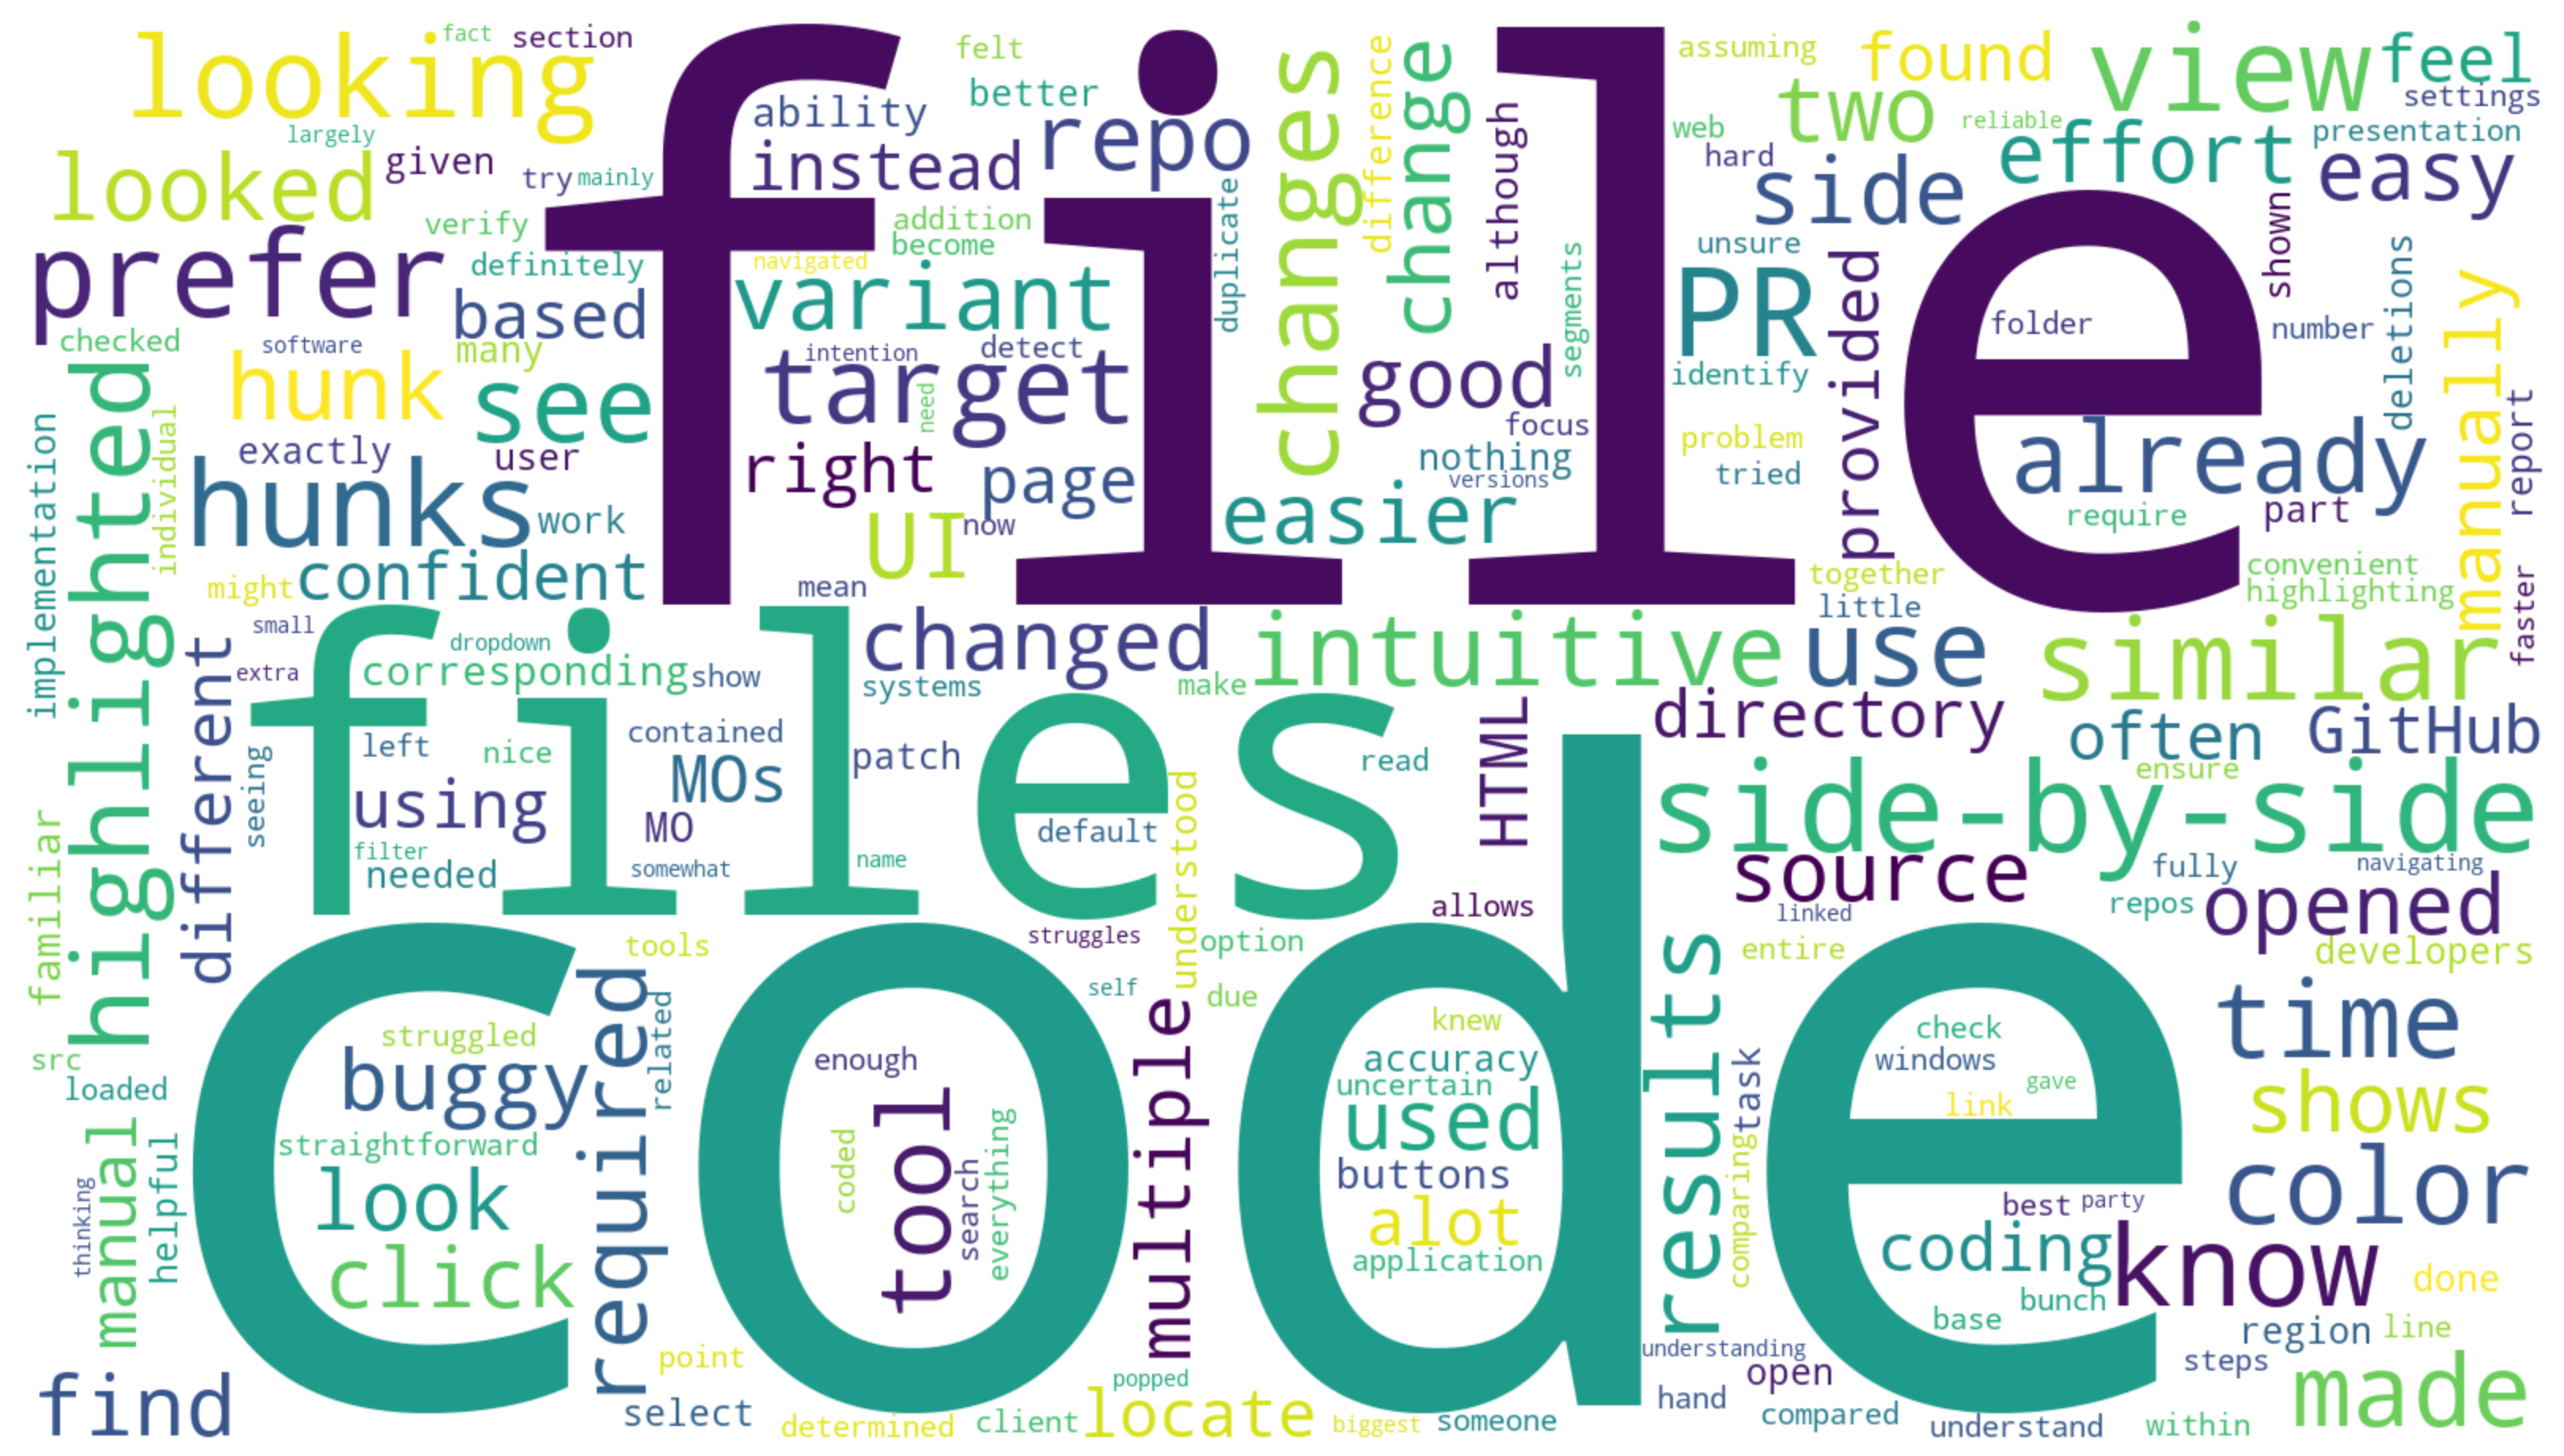 looking
fact
section
felt
better
ability
instead
repo
changes
difference
change
although
assuming
found
view
feel
settings
two
reliable
presentation
web
hard
effort
easy
side
largely
looked
given
try
mainly
file
verify
addition
become
duplicate
segments
unsure
shown
deletions
manually
prefer
definitely
navigated
variant
PR
provided
folder
number
based
checked
software
many
intention
detect
target
need
good
identify
hunk
see
highlighted
individual
implementation
focus
problem
already
report
exactly
user
right
page
nothing
versions
tried
hunks
work
UI
now
easier
require
part
confident
might
mean
together
convenient
highlighting
little
faster
small
dropdown
changed
intuitive
use
similar
different
extra
corresponding
show
systems
make
directory
files
HTML
often
GitHub
left
nice
contained
patch
read
seeing
MOs
side-by-side
ensure
using
MO
default
understood
familiar
filter
needed
somewhat
name
source
fully
navigating
allows
linked
repos
opened
tools
struggles
option
entire
developers
code
required
self
due
results
time
struggled
related
multiple
knew
check
src
buggy
enough
accuracy
windows
gave
loaded
uncertain
task
link
shows
manual
helpful
straightforward
coded
tool
search
everything
used
comparing
thinking
look
buttons
color
best
party
alot
coding
know
click
application
done
bunch
base
region
line
point
understanding
steps
find
popped
open
made
select
determined
client
locate
biggest
someone
hand
compared
understand
within